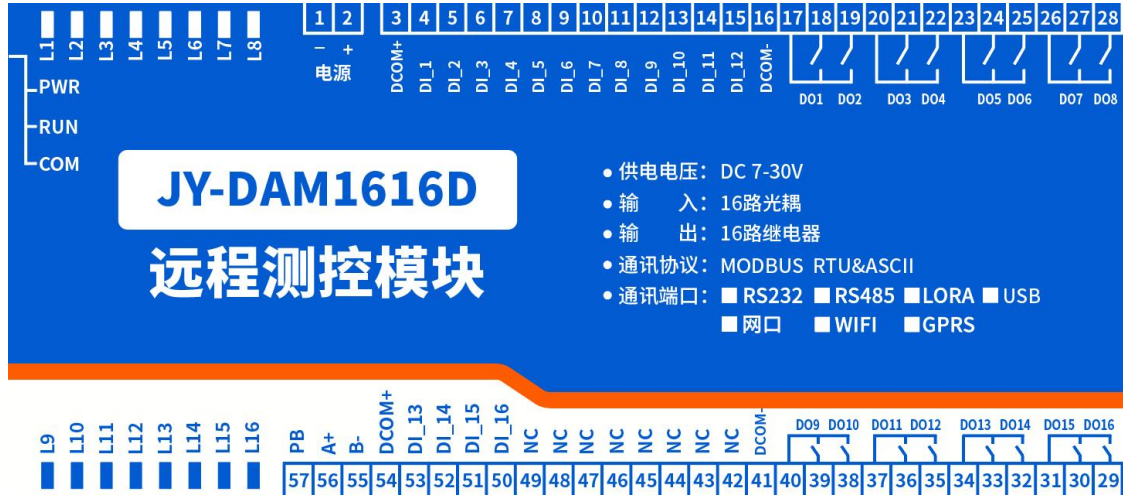 L1 L2 L3 L4 L5 L6 L7 L8
1 2 3 4 5 6 7 8 9 10 11 12 13 14 15 16 17 18 19 20 21 22 23 24 25 26 27 28
− +
电源
DCOM+ DI_1 DI_2 DI_3 DI_4 DI_5 DI_6 DI_7 DI_8 DI_9 DI_10 DI_11 DI_12 DCOM-
DO1 DO2 DO3 DO4 DO5 DO6 DO7 DO8
PWR
RUN
COM
JY-DAM1616D
远程测控模块
● 供电电压：DC 7-30V
● 输 入：16路光耦
● 输 出：16路继电器
● 通讯协议：MODBUS RTU&ASCII
● 通讯端口：■ RS232 ■ RS485 ■ LORA ■ USB
■ 网口 ■ WIFI ■ GPRS
L9 L10 L11 L12 L13 L14 L15 L16
PB A+ B- DCOM+ DI_13 DI_14 DI_15 DI_16 NC NC NC NC NC NC NC NC DCOM-
DO9 DO10 DO11 DO12 DO13 DO14 DO15 DO16
57 56 55 54 53 52 51 50 49 48 47 46 45 44 43 42 41 40 39 38 37 36 35 34 33 32 31 30 29